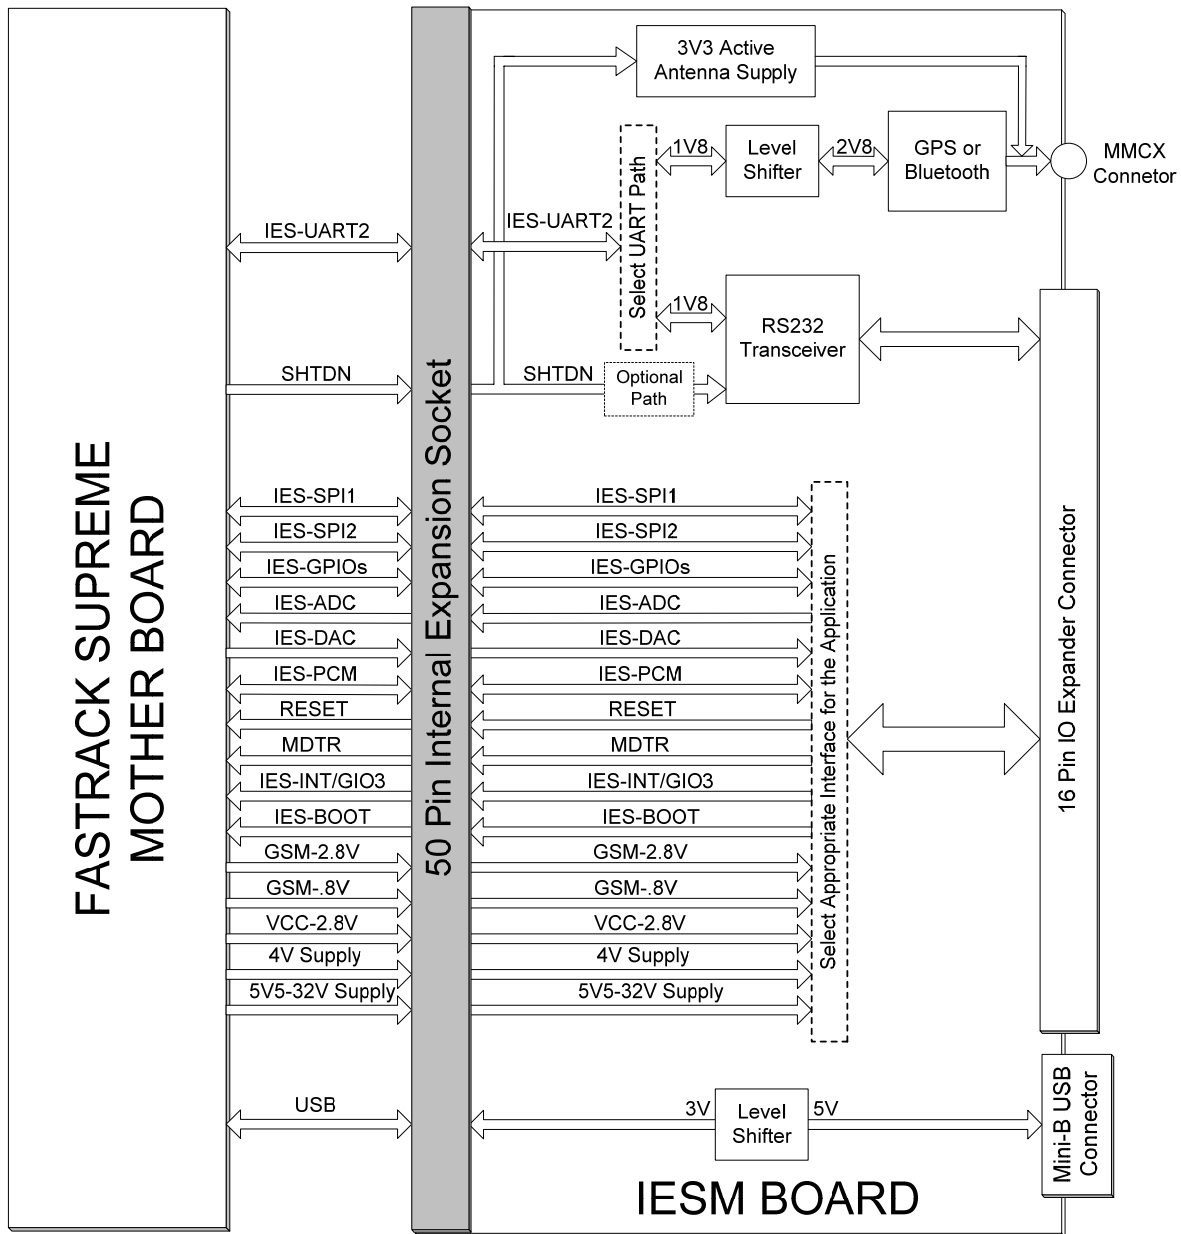 FASTRACK SUPREME
MOTHER BOARD
IES-UART2
SHTDN
IES-SPI1
IES-SPI2
IES-GPIOs
IES-ADC
IES-DAC
IES-PCM
RESET
MDTR
IES-INT/GIO3
IES-BOOT
GSM-2.8V
GSM-.8V
VCC-2.8V
4V Supply
5V5-32V Supply
USB
50 Pin Internal Expansion Socket
3V3 Active
Antenna Supply
Select UART Path
1V8
Level
Shifter
2V8
GPS or
Bluetooth
MMCX
Connetor
IES-UART2
1V8
RS232
Transceiver
SHTDN
Optional
Path
IES-SPI1
IES-SPI2
IES-GPIOs
IES-ADC
IES-DAC
IES-PCM
RESET
MDTR
IES-INT/GIO3
IES-BOOT
GSM-2.8V
GSM-.8V
VCC-2.8V
4V Supply
5V5-32V Supply
Select Appropriate Interface for the Application
16 Pin IO Expander Connector
3V
Level
Shifter
5V
Mini-B USB
Connector
IESM BOARD